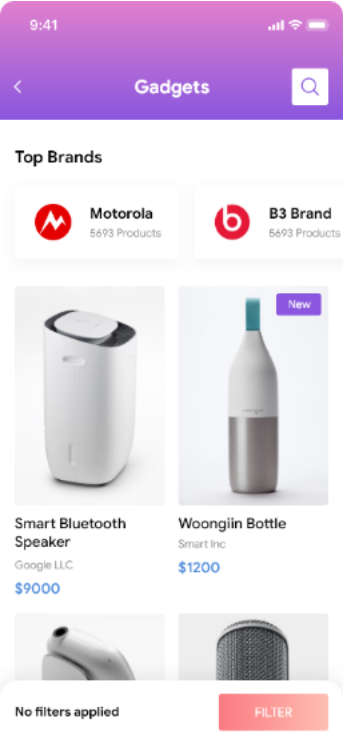 9:41
Gadgets
Top Brands
Motorola
5693 Products
B3 Brand
5693 Products
New
Smart Bluetooth
Speaker
Google LLC
$9000
Woongiin Bottle
Smart Inc
$1200
No filters applied
FILTER